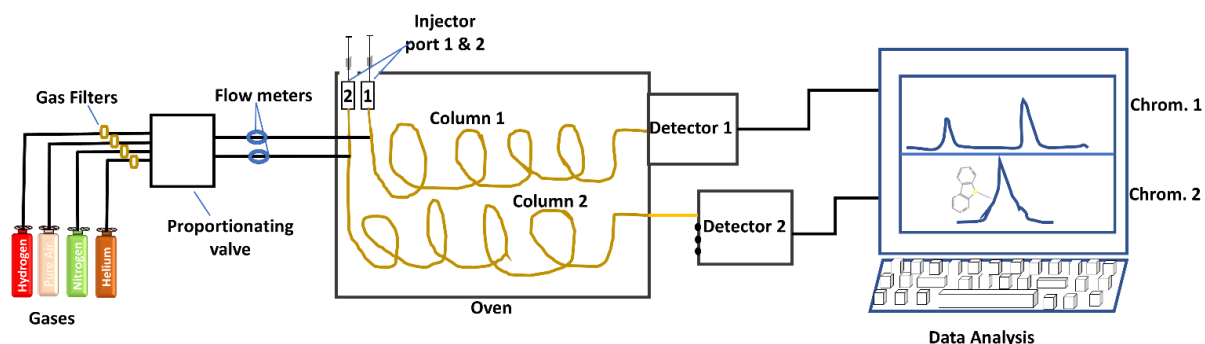 Injector
port 1 & 2
Gas Filters
Flow meters
2
1
Column 1
Detector 1
Chrom. 1
Column 2
Chrom. 2
Detector 2
Proportionating
valve
Hydrogen
Pure Air
Nitrogen
Helium
Oven
Gases
Data Analysis